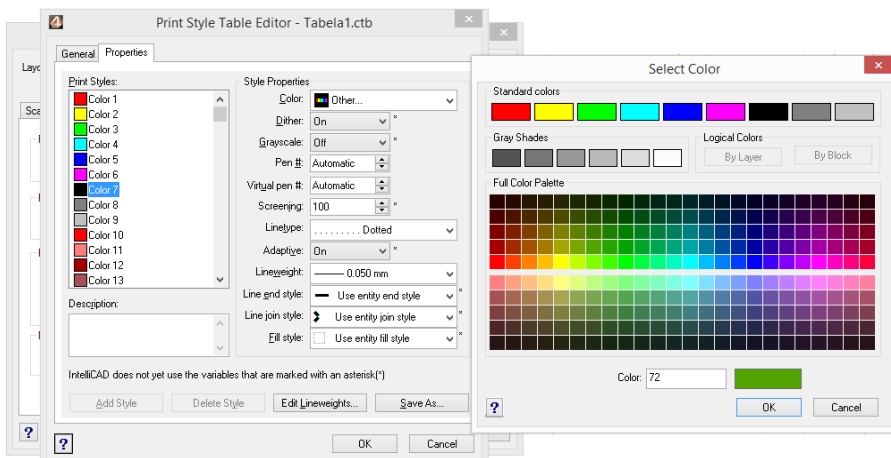 Print Style Table Editor - Tabela1.ctb
General
Properties
Print Styles:
Color 1
Color 2
Color 3
Color 4
Color 5
Color 6
Color 7
Color 8
Color 9
Color 10
Color 11
Color 12
Color 13
Description:
Style Properties
Color: Other...
Dither: On *
Grayscale: Off *
Pen #: Automatic
Virtual pen #: Automatic
Screening: 100 *
Linetype: . . . . . . . . . Dotted
Adaptive: On *
Lineweight: 0.050 mm
Line end style: Use entity end style *
Line join style: Use entity join style *
Fill style: Use entity fill style *
IntelliCAD does not yet use the variables that are marked with an asterisk(*)
Add Style Delete Style Edit Lineweights... Save As...
? OK Cancel
Select Color
Standard colors
Gray Shades
Logical Colors
By Layer By Block
Full Color Palette
Color: 72
? OK Cancel
Layo
Sca
?